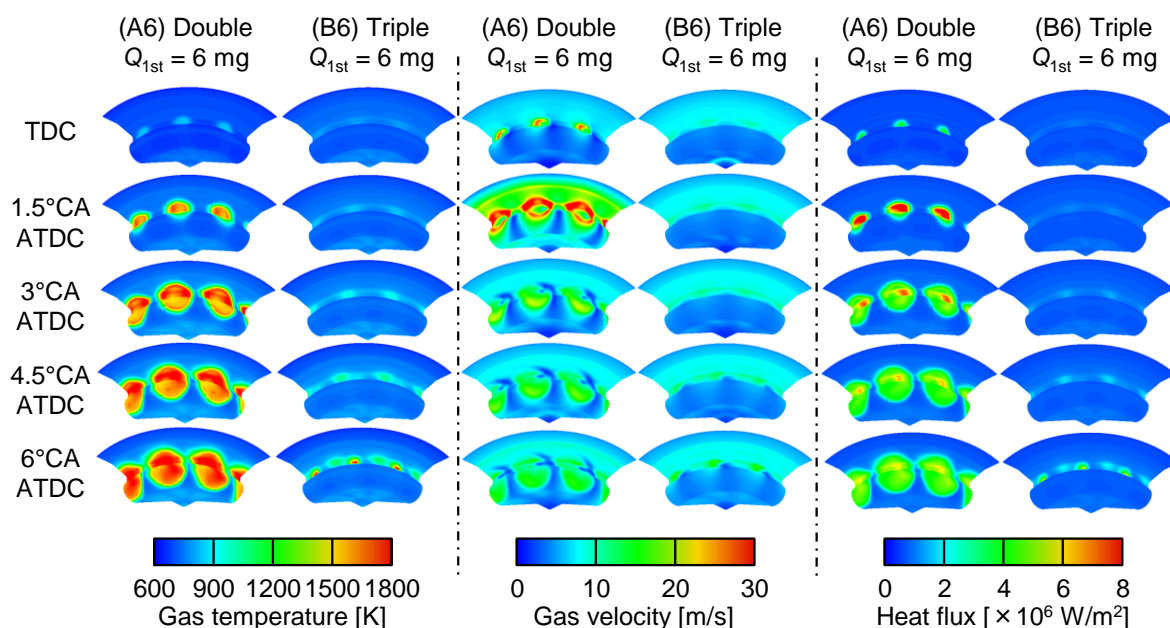 (A6) Double (B6) Triple (A6) Double (B6) Triple (A6) Double (B6) Triple
Q1st = 6 mg Q1st = 6 mg Q1st = 6 mg Q1st = 6 mg Q1st = 6 mg Q1st = 6 mg
TDC
1.5°CA
ATDC
3°CA
ATDC
4.5°CA
ATDC
6°CA
ATDC
600 900 1200 1800 0 10 20 30 0 2 4 6 8
Gas temperature [K] Gas velocity [m/s] Heat flux [ ×10⁶ W/m²]